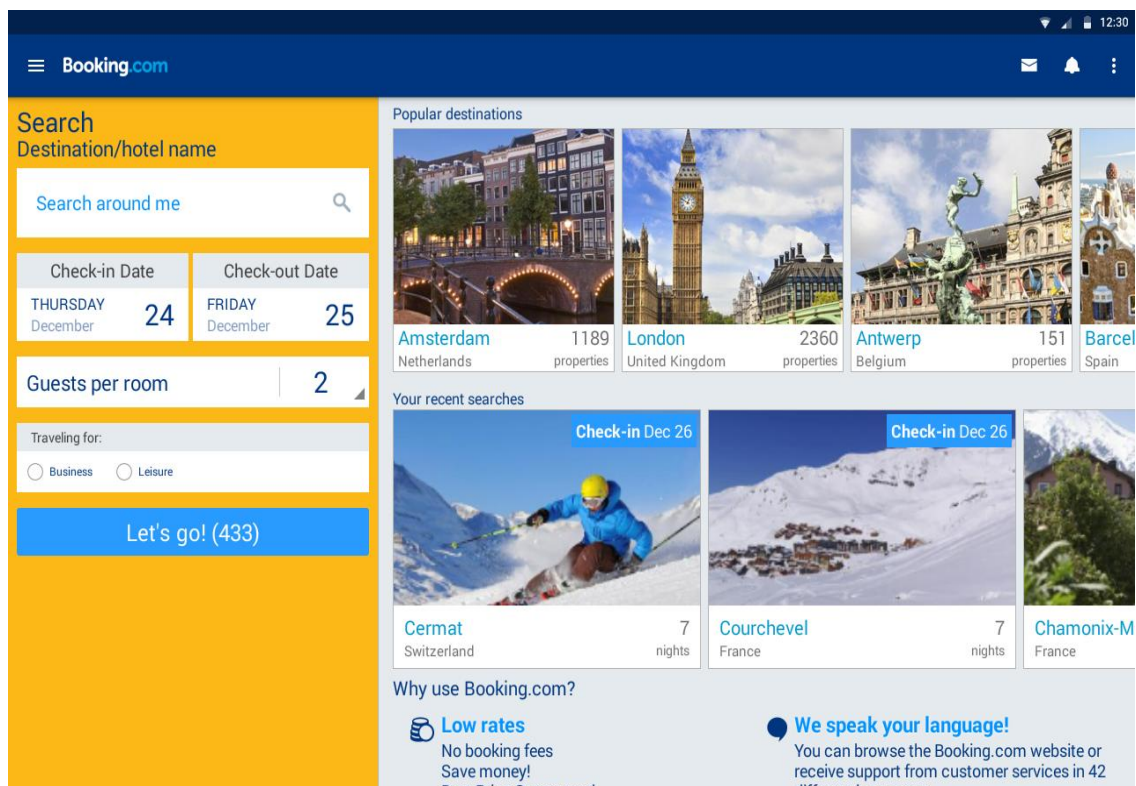 12:30
Booking.com
Search
Destination/hotel name
Search around me
Check-in Date
Check-out Date
THURSDAY
December
24
FRIDAY
December
25
Guests per room
2
Traveling for:
Business
Leisure
Let's go! (433)
Popular destinations
Amsterdam
1189
Netherlands
properties
London
2360
United Kingdom
properties
Antwerp
151
Belgium
properties
Barcel
Spain
Your recent searches
Check-in Dec 26
Cermat
7
Switzerland
nights
Check-in Dec 26
Courchevel
7
France
nights
Chamonix-M
France
Why use Booking.com?
Low rates
No booking fees
Save money!
We speak your language!
You can browse the Booking.com website or
receive support from customer services in 42